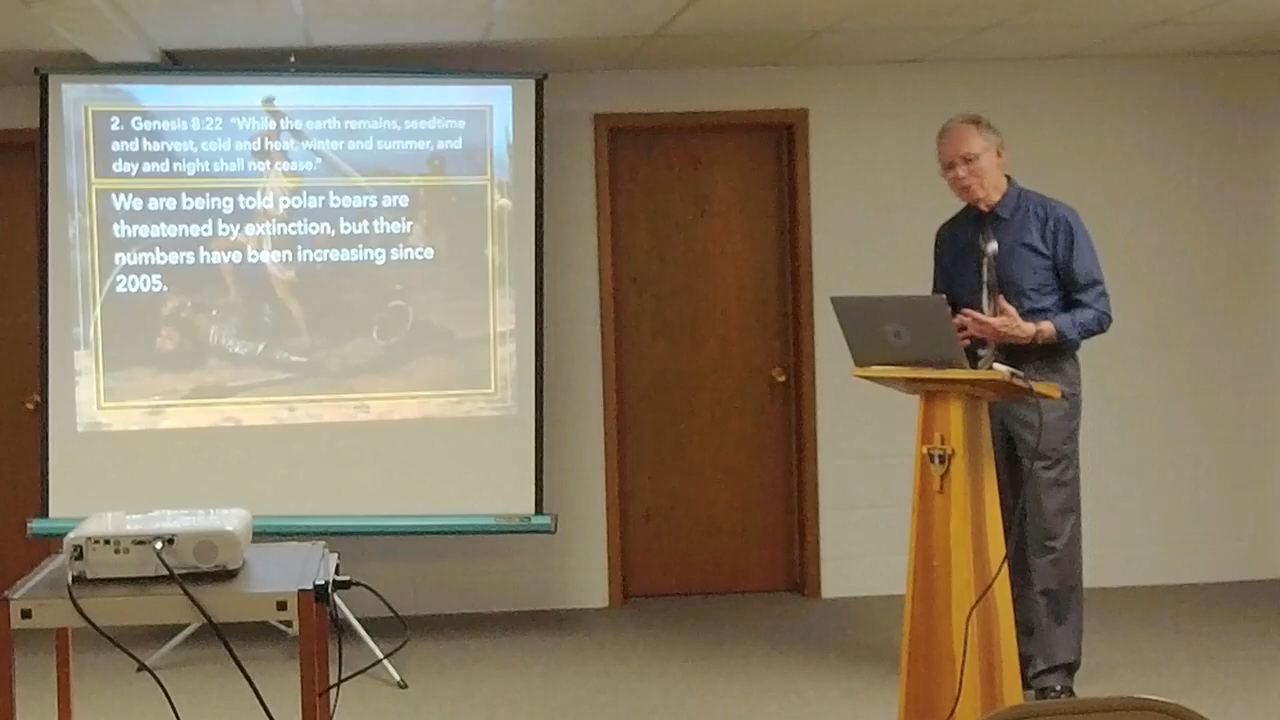 2. Genesis 8:22 "While the earth remains, seedtime
and harvest, cold and heat, winter and summer, and
day and night shall not cease."
We are being told polar bears are
threatened by extinction, but their
numbers have been increasing since
2005.